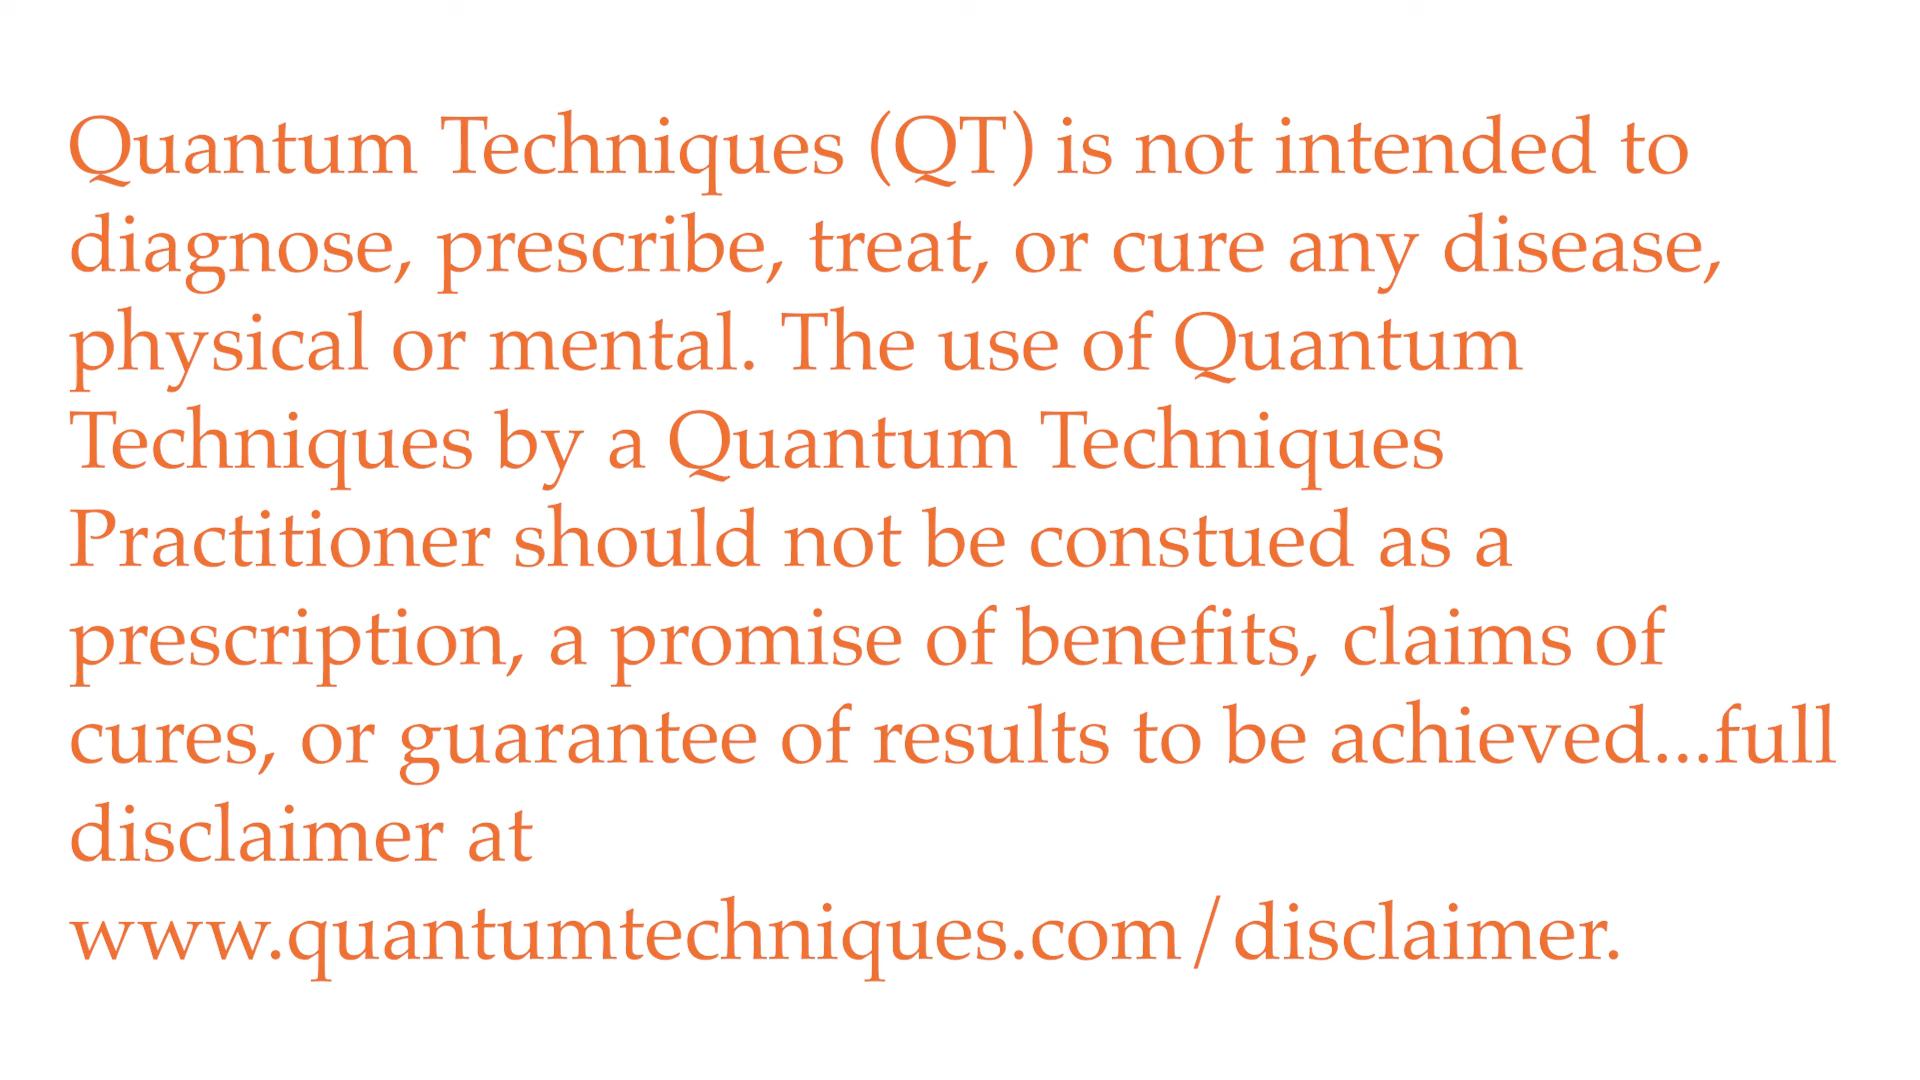 Quantum Techniques (QT) is not intended to
diagnose, prescribe, treat, or cure any disease,
physical or mental. The use of Quantum
Techniques by a Quantum Techniques
Practitioner should not be constued as a
prescription, a promise of benefits, claims of
cures, or guarantee of results to be achieved...full
disclaimer at
www.quantumtechniques.com/disclaimer.